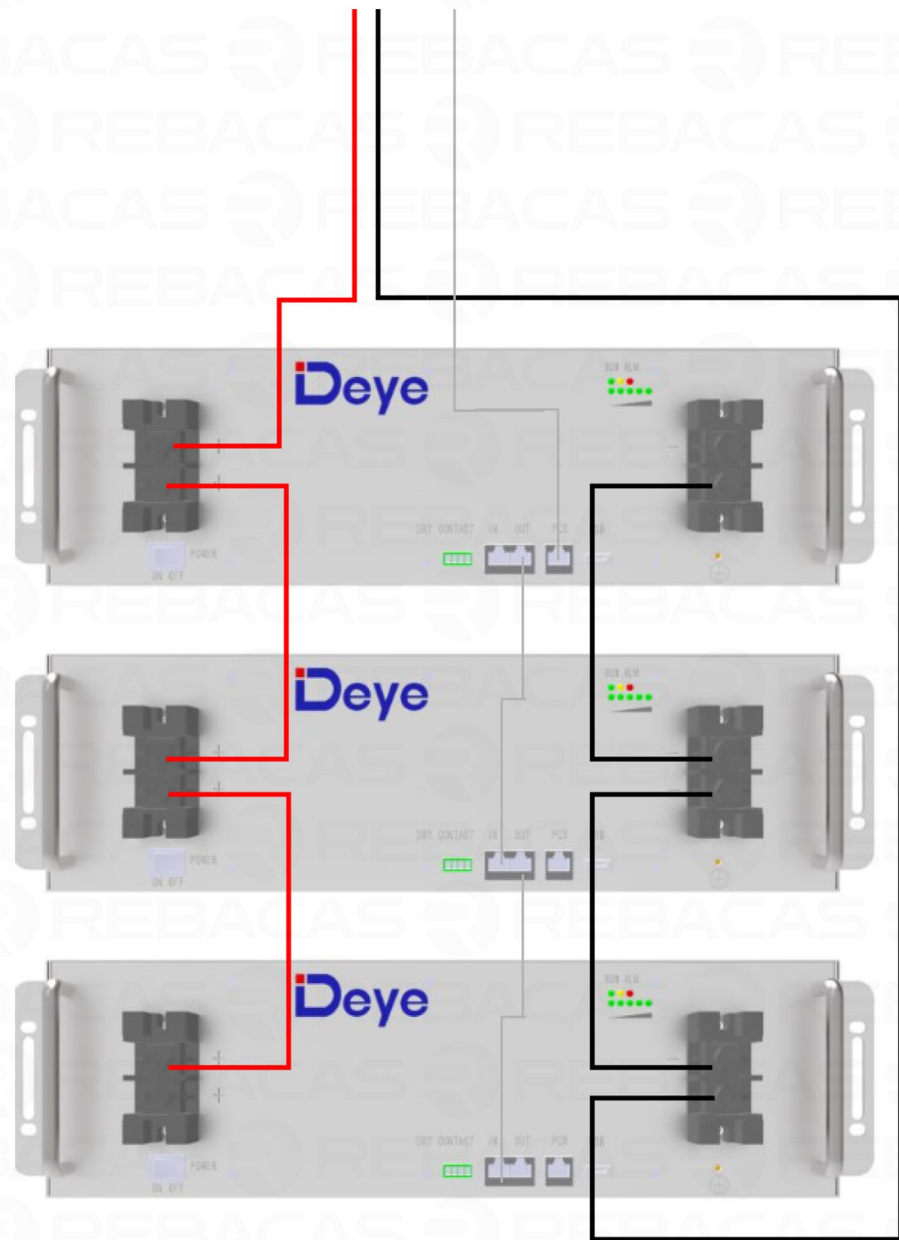 REBACAS
Deye
RUN ALM
+
-
+
DRY CONTACT IN OUT PCS
POWER
ON OFF
Deye
RUN ALM
+
-
+
-
DRY CONTACT IN OUT PCS
POWER
ON OFF
Deye
RUN ALM
+
-
+
DRY CONTACT IN OUT PCS
POWER
ON OFF